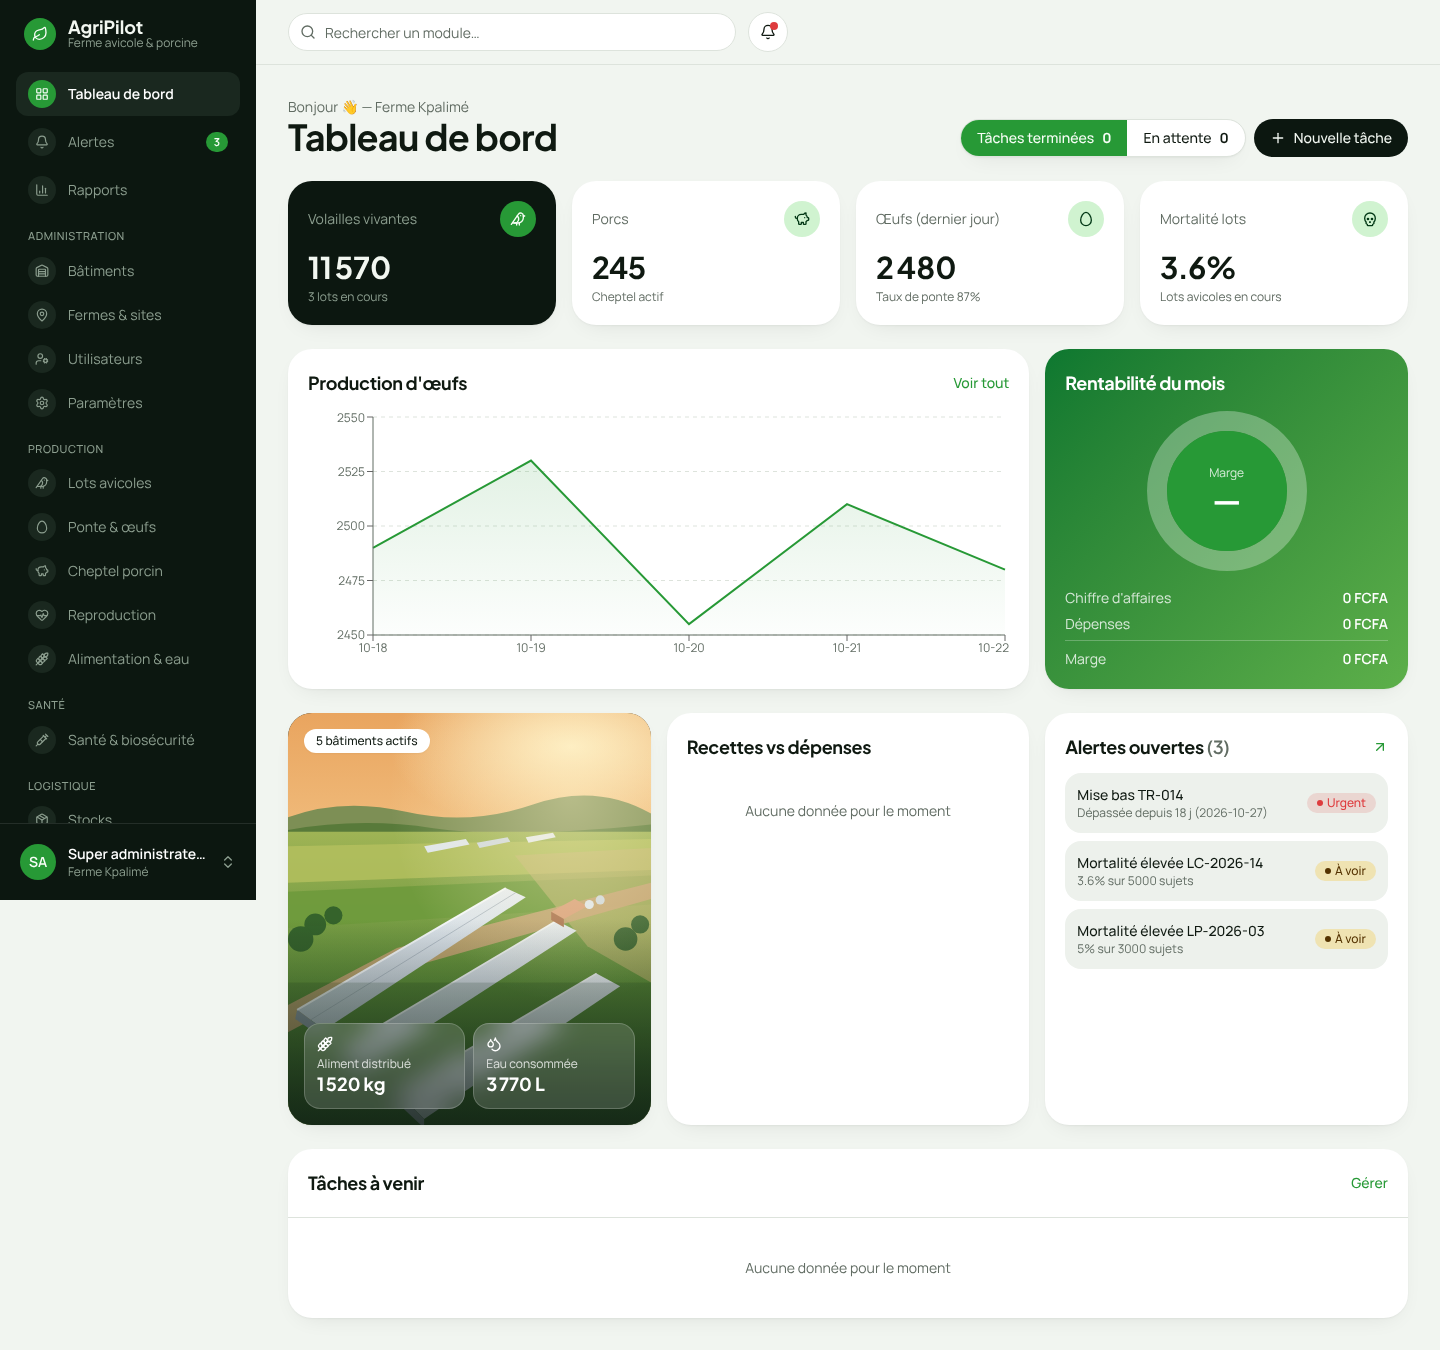 AgriPilot
Ferme avicole & porcine
Tableau de bord
Alertes 3
Rapports
ADMINISTRATION
Bâtiments
Fermes & sites
Utilisateurs
Paramètres
PRODUCTION
Lots avicoles
Ponte & œufs
Cheptel porcin
Reproduction
Alimentation & eau
SANTÉ
Santé & biosécurité
LOGISTIQUE
Stocks
SA Super administrate...
Ferme Kpalimé
Rechercher un module...
Bonjour 👋 — Ferme Kpalimé
Tableau de bord
Tâches terminées 0 En attente 0 + Nouvelle tâche
Volailles vivantes
11 570
3 lots en cours
Porcs
245
Cheptel actif
Œufs (dernier jour)
2 480
Taux de ponte 87%
Mortalité lots
3.6%
Lots avicoles en cours
Production d'œufs Voir tout
2550
2525
2500
2475
2450
10-18 10-19 10-20 10-21 10-22
Rentabilité du mois
Marge
—
Chiffre d'affaires 0 FCFA
Dépenses 0 FCFA
Marge 0 FCFA
5 bâtiments actifs
Aliment distribué
1 520 kg
Eau consommée
3 770 L
Recettes vs dépenses
Aucune donnée pour le moment
Alertes ouvertes (3)
Mise bas TR-014
Dépassée depuis 18 j (2026-10-27)
Urgent
Mortalité élevée LC-2026-14
3.6% sur 5000 sujets
À voir
Mortalité élevée LP-2026-03
5% sur 3000 sujets
À voir
Tâches à venir Gérer
Aucune donnée pour le moment